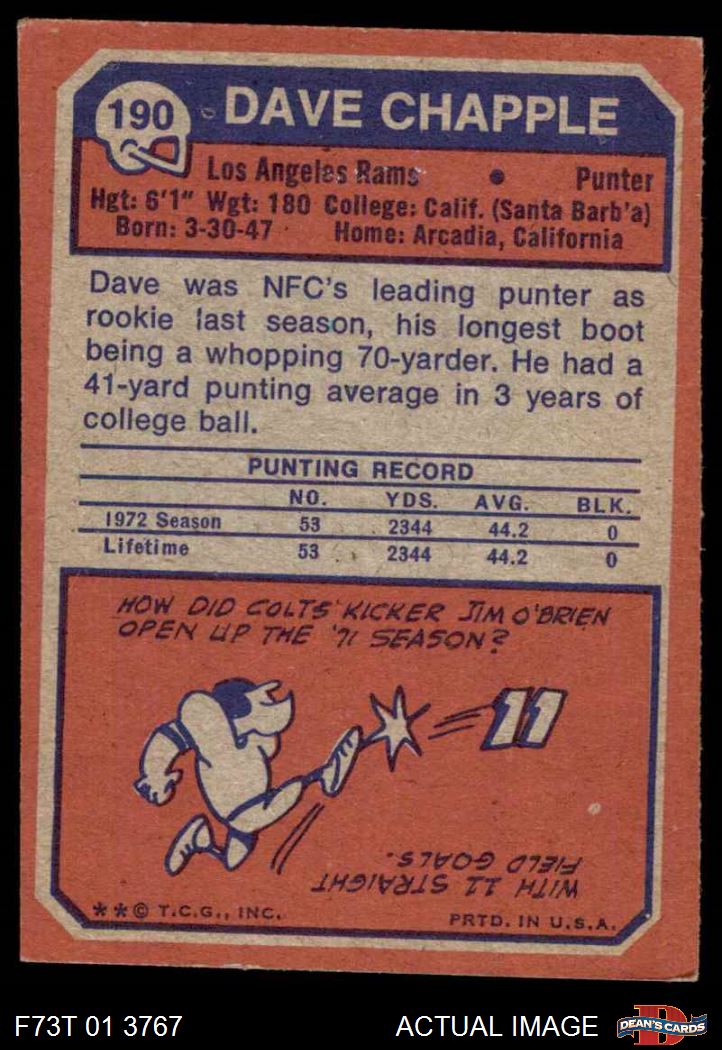 190 DAVE CHAPPLE
Los Angeles Rams • Punter
Hgt: 6'1" Wgt: 180 College: Calif. (Santa Barb'a)
Born: 3-30-47 Home: Arcadia, California
Dave was NFC's leading punter as
rookie last season, his longest boot
being a whopping 70-yarder. He had a
41-yard punting average in 3 years of
college ball.
PUNTING RECORD
NO. YDS. AVG. BLK.
1972 Season 53 2344 44.2 0
Lifetime 53 2344 44.2 0
HOW DID COLTS' KICKER JIM O'BRIEN
OPEN UP THE '71 SEASON?
11
WITH 11 STRAIGHT
FIELD GOALS.
**© T.C.G., INC. PRTD. IN U.S.A.
F73T 01 3767 ACTUAL IMAGE
D
DEAN'S CARDS